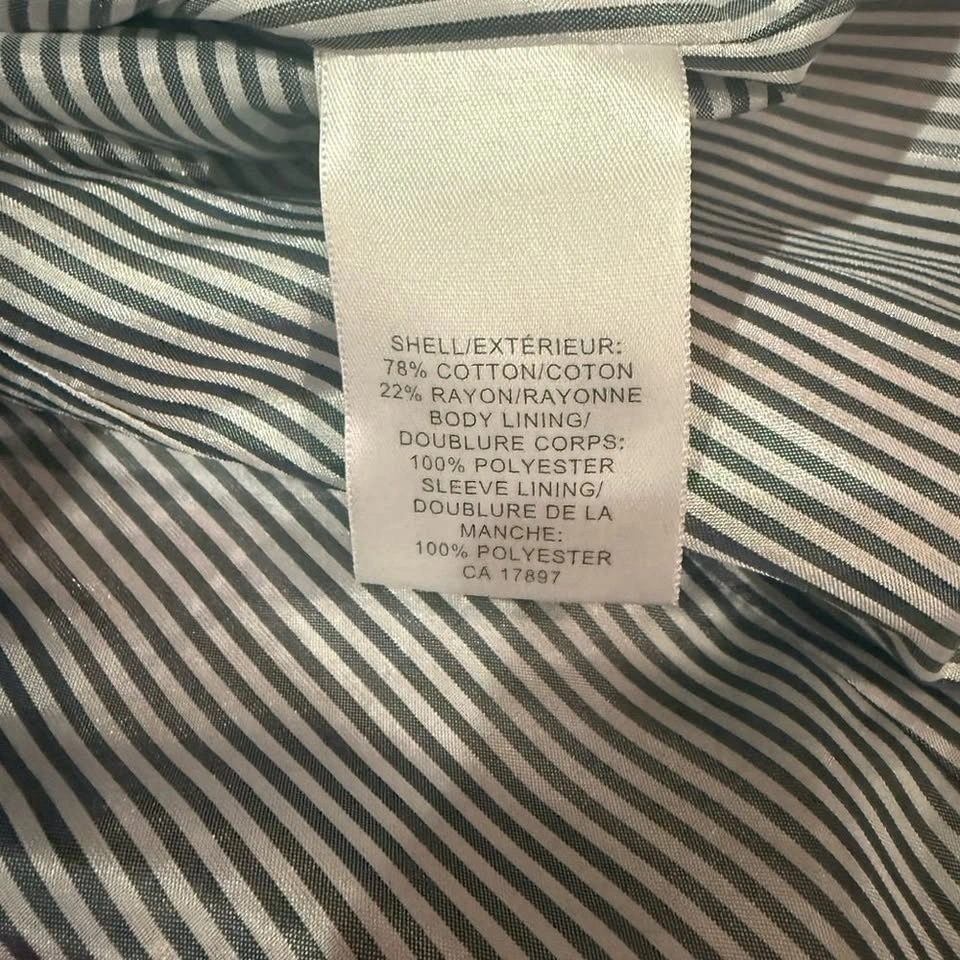 SHELL/EXTÉRIEUR:
78% COTTON/COTON
22% RAYON/RAYONNE
BODY LINING/
DOUBLURE CORPS:
100% POLYESTER
SLEEVE LINING/
DOUBLURE DE LA
MANCHE:
100% POLYESTER
CA 17897